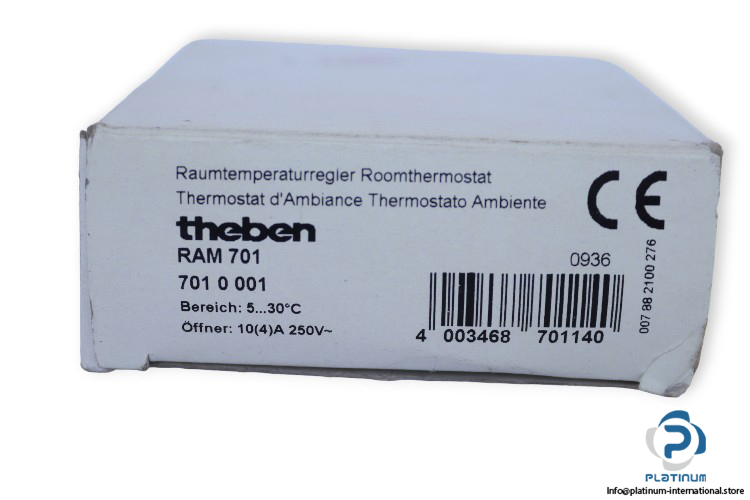 Raumtemperaturregler Roomthermostat
Thermostat d'Ambiance Thermostato Ambiente
theben
CE
RAM 701
701 0 001
Bereich: 5...30°C
Öffner: 10(4)A 250V~
0936
4 003468 701140
007 88 2100 276
PLATINUM
Info@platinum-international.store